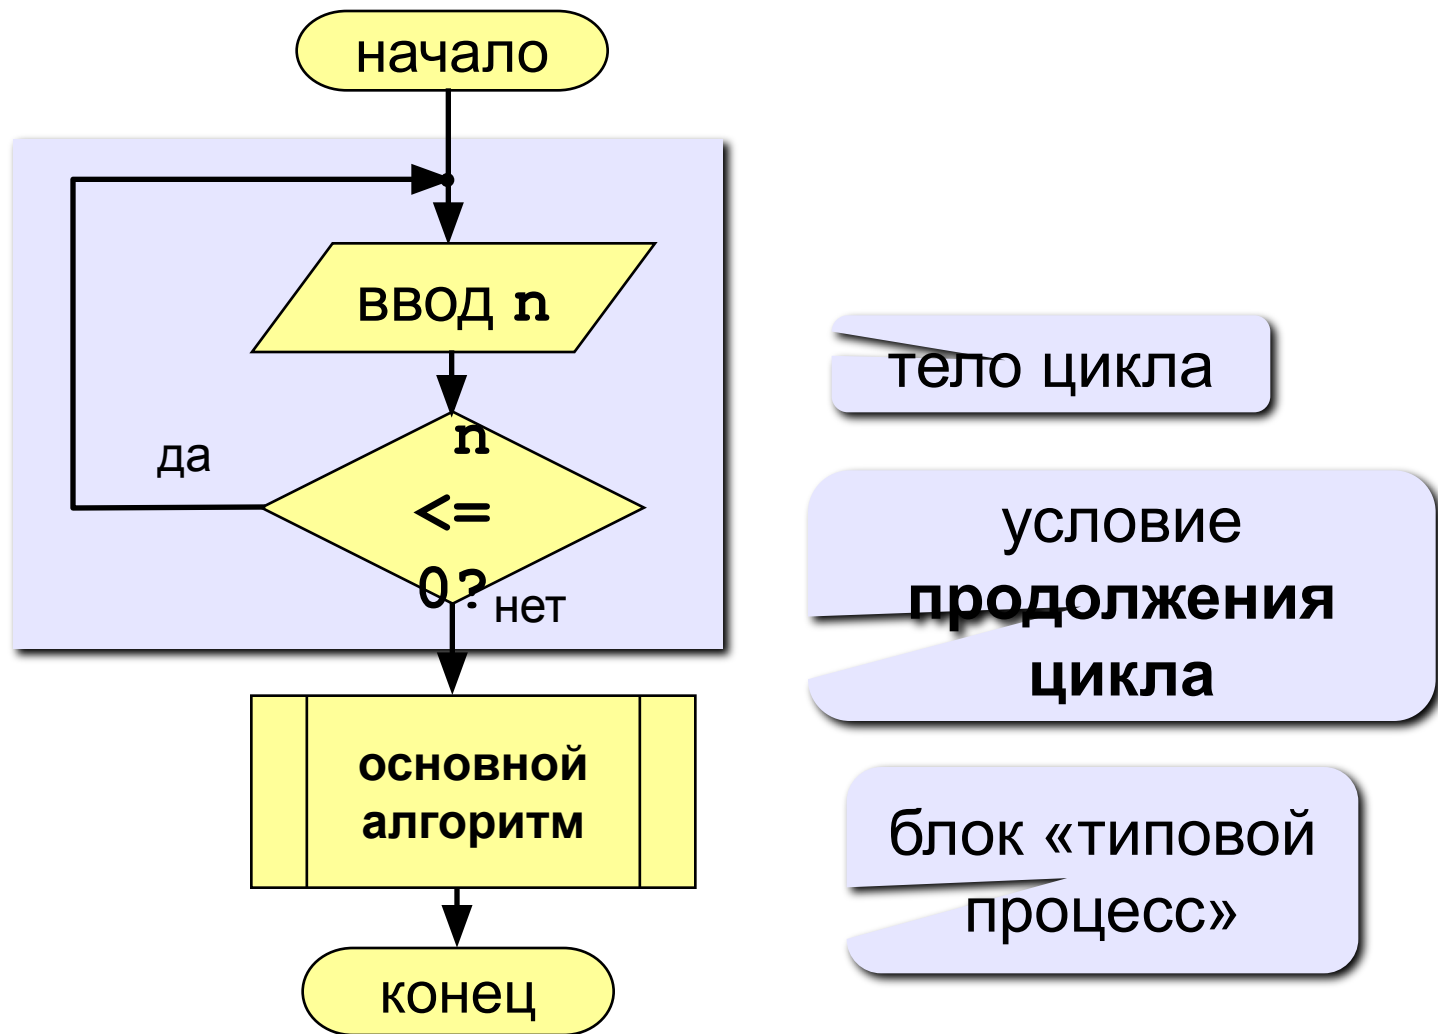 начало
ввод n
да
n
<=
0?
нет
основной
алгоритм
конец
тело цикла
условие
продолжения
цикла
блок «типовой
процесс»